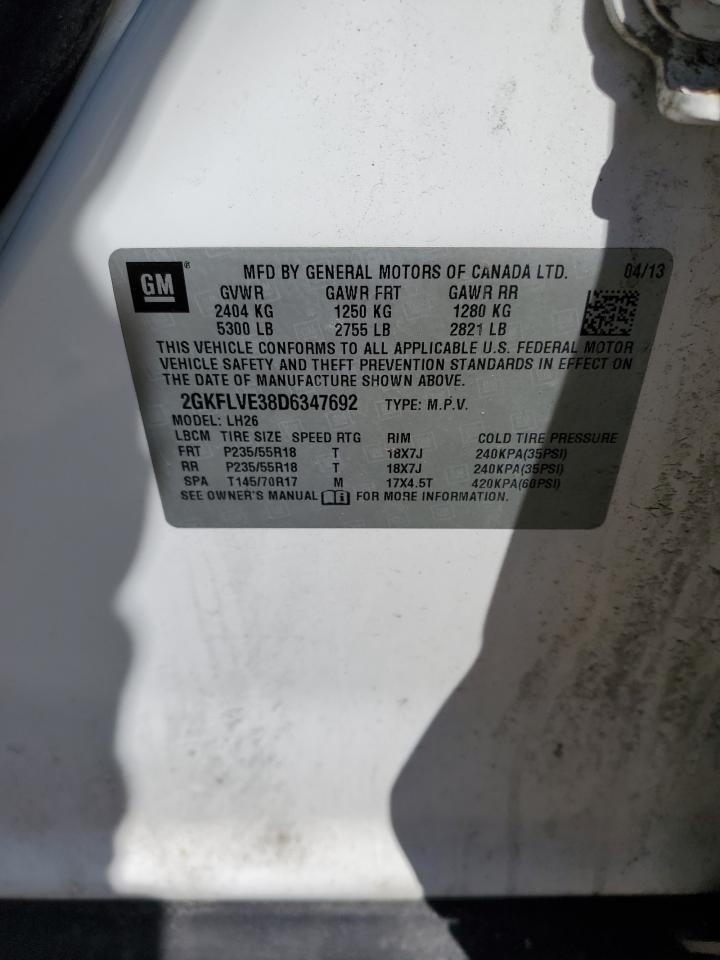 GM ® MFD BY GENERAL MOTORS OF CANADA LTD. 04/13
GVWR GAWR FRT GAWR RR
2404 KG 1250 KG 1280 KG
5300 LB 2755 LB 2821 LB
THIS VEHICLE CONFORMS TO ALL APPLICABLE U.S. FEDERAL MOTOR
VEHICLE SAFETY AND THEFT PREVENTION STANDARDS IN EFFECT ON
THE DATE OF MANUFACTURE SHOWN ABOVE.
2GKFLVE38D6347692 TYPE: M.P.V.
MODEL: LH26
LBCM TIRE SIZE SPEED RTG RIM COLD TIRE PRESSURE
FRT P235/55R18 T 18X7J 240KPA(35PSI)
RR P235/55R18 T 18X7J 240KPA(35PSI)
SPA T145/70R17 M 17X4.5T 420KPA(60PSI)
SEE OWNER'S MANUAL FOR MORE INFORMATION.